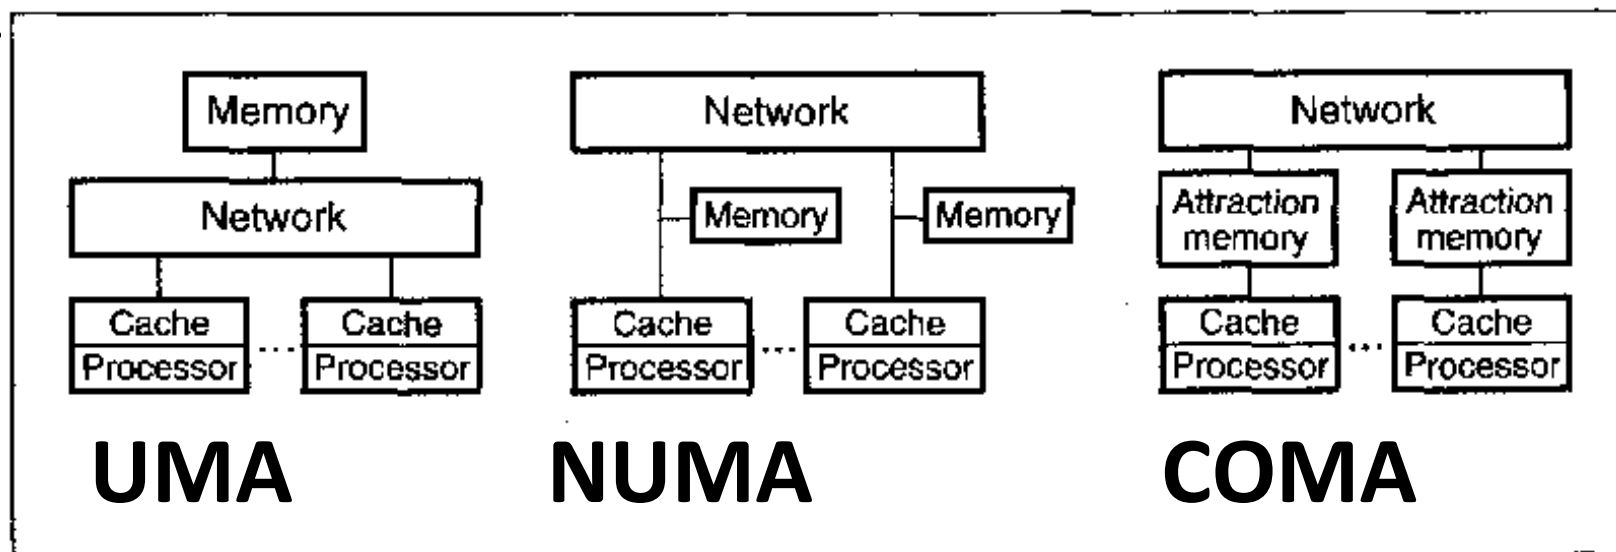 Memory
Network
Cache
Processor
....
Cache
Processor
UMA
Network
Memory
Memory
Cache
Processor
....
Cache
Processor
NUMA
Network
Attraction
memory
Attraction
memory
Cache
Processor
....
Cache
Processor
COMA